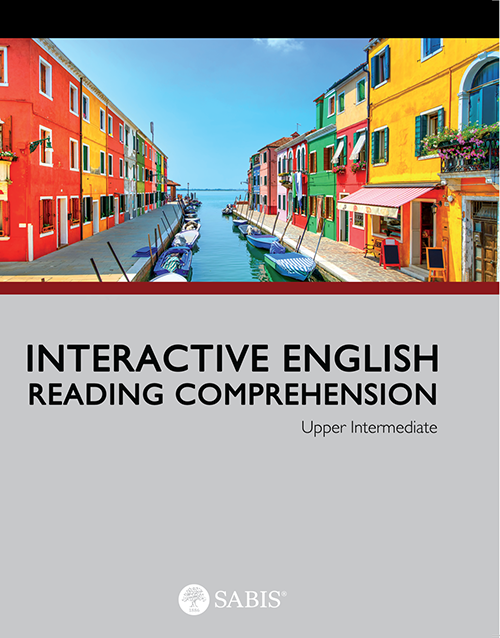 INTERACTIVE ENGLISH
READING COMPREHENSION
Upper Intermediate
SABIS®